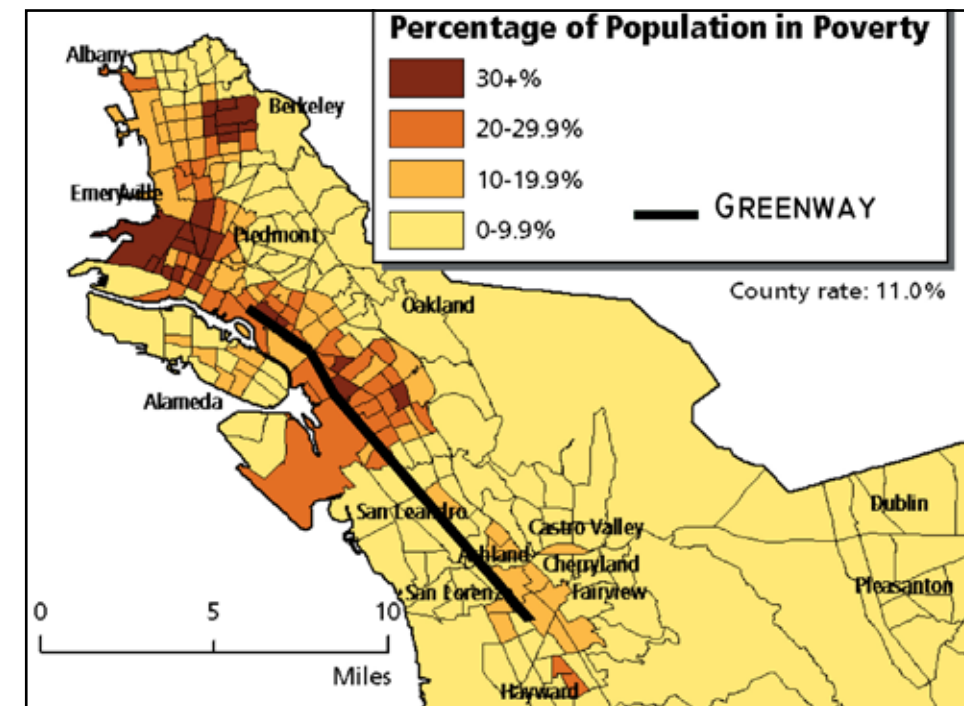 Percentage of Population in Poverty
30+%
20-29.9%
10-19.9%
0-9.9%
GREENWAY
County rate: 11.0%
Albany
Berkeley
Emeryville
Piedmont
Oakland
Alameda
San Leandro
Castro Valley
Ashland
Cherryland
San Lorenzo
Fairview
Hayward
Dublin
Pleasanton
0 5 10
Miles